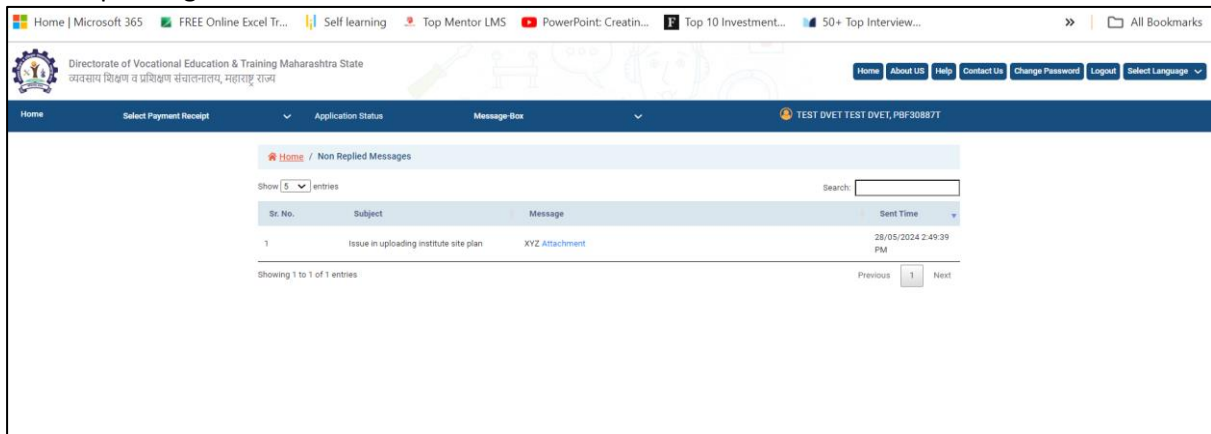 Home | Microsoft 365 FREE Online Excel Tr... Self learning Top Mentor LMS PowerPoint: Creatin... Top 10 Investment... 50+ Top Interview... » All Bookmarks
Directorate of Vocational Education & Training Maharashtra State
व्यवसाय शिक्षण व प्रशिक्षण संचालनालय, महाराष्ट्र राज्य
Home About US Help Contact Us Change Password Logout Select Language
Home Select Payment Receipt Application Status Message-Box TEST DVET TEST DVET, PBF30887T
Home / Non Replied Messages
Show 5 entries Search:
Sr. No. Subject Message Sent Time
1 Issue in uploading institute site plan XYZ Attachment 28/05/2024 2:49:39
PM
Showing 1 to 1 of 1 entries Previous 1 Next